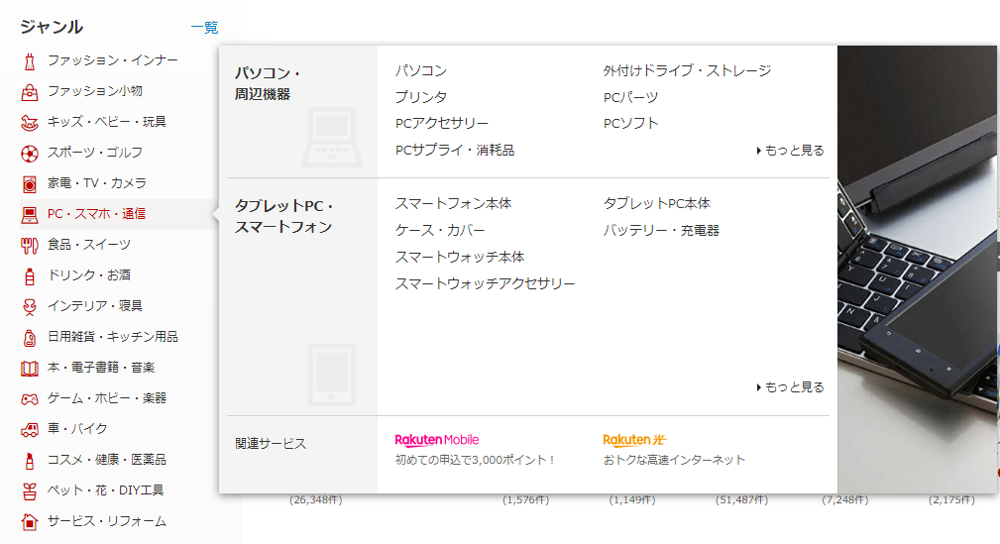 ジャンル 一覧
ファッション・インナー
ファッション小物
キッズ・ベビー・玩具
スポーツ・ゴルフ
家電・TV・カメラ
PC・スマホ・通信
食品・スイーツ
ドリンク・お酒
インテリア・寝具
日用雑貨・キッチン用品
本・電子書籍・音楽
ゲーム・ホビー・楽器
車・バイク
コスメ・健康・医薬品
ペット・花・DIY工具
サービス・リフォーム
パソコン・
周辺機器
パソコン 外付けドライブ・ストレージ
プリンタ PCパーツ
PCアクセサリー PCソフト
PCサプライ・消耗品 もっと見る
タブレットPC・
スマートフォン
スマートフォン本体 タブレットPC本体
ケース・カバー バッテリー・充電器
スマートウォッチ本体
スマートウォッチアクセサリー
もっと見る
関連サービス
Rakuten Mobile Rakuten 光
初めての申込で3,000ポイント！ おトクな高速インターネット
(26,348件) (1,576件) (1,149件) (51,487件) (7,248件) (2,175件)